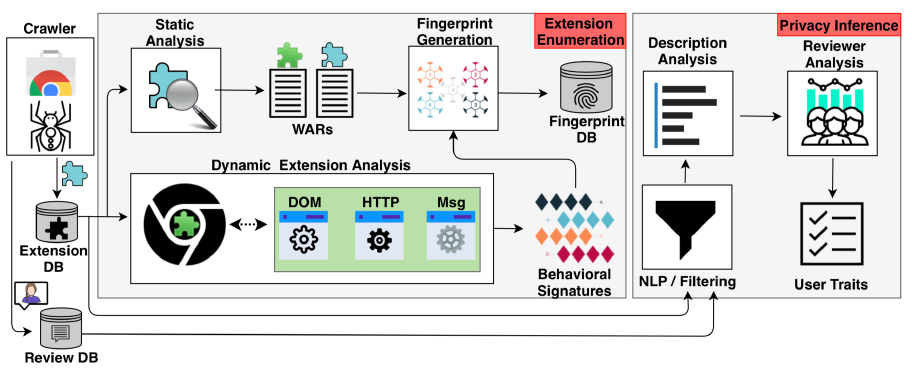 Crawler
Static
Analysis
Fingerprint
Generation
Extension
Enumeration
Privacy Inference
Description
Analysis
Reviewer
Analysis
WARs
Fingerprint
DB
Dynamic Extension Analysis
DOM
HTTP
Msg
Extension
DB
Behavioral
Signatures
NLP / Filtering
User Traits
Review DB